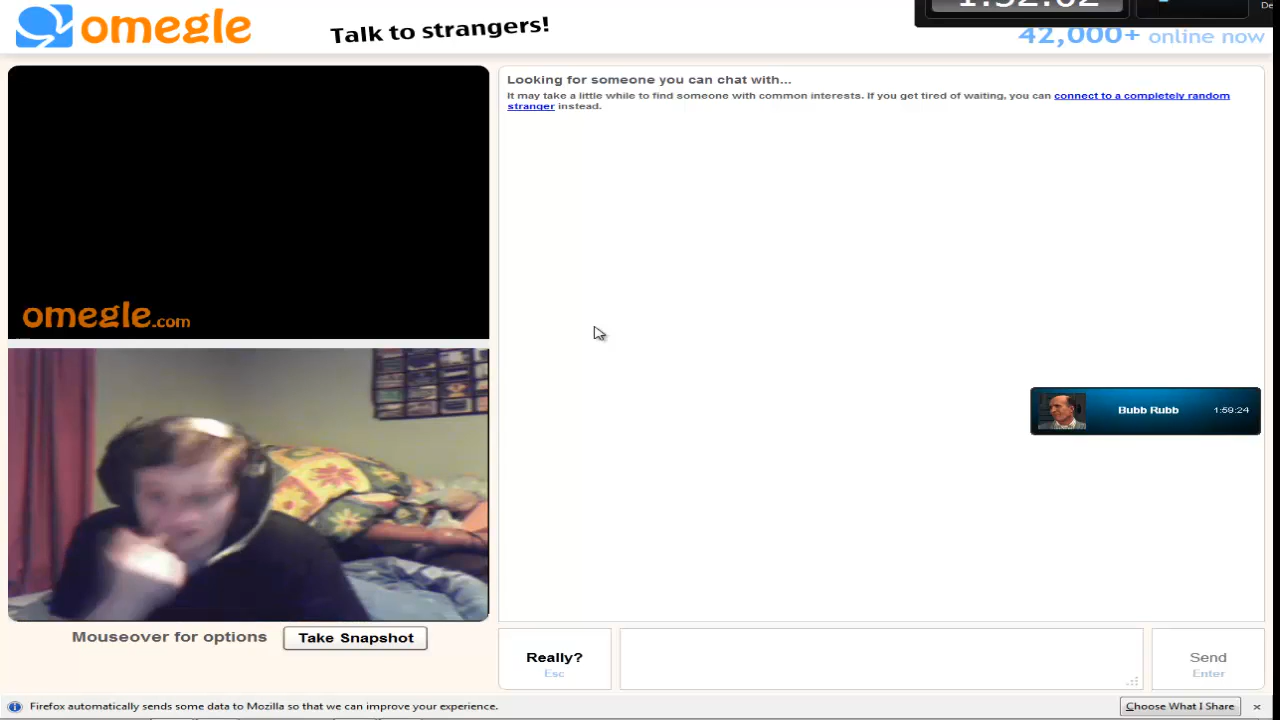 omegle
Talk to strangers!
42,000+ online now
Looking for someone you can chat with...
It may take a little while to find someone with common interests. If you get tired of waiting, you can connect to a completely random
stranger instead.
omegle.com
Bubb Rubb 1:59:24
Mouseover for options
Take Snapshot
Really?
Esc
Send
Enter
Firefox automatically sends some data to Mozilla so that we can improve your experience.
Choose What I Share
×